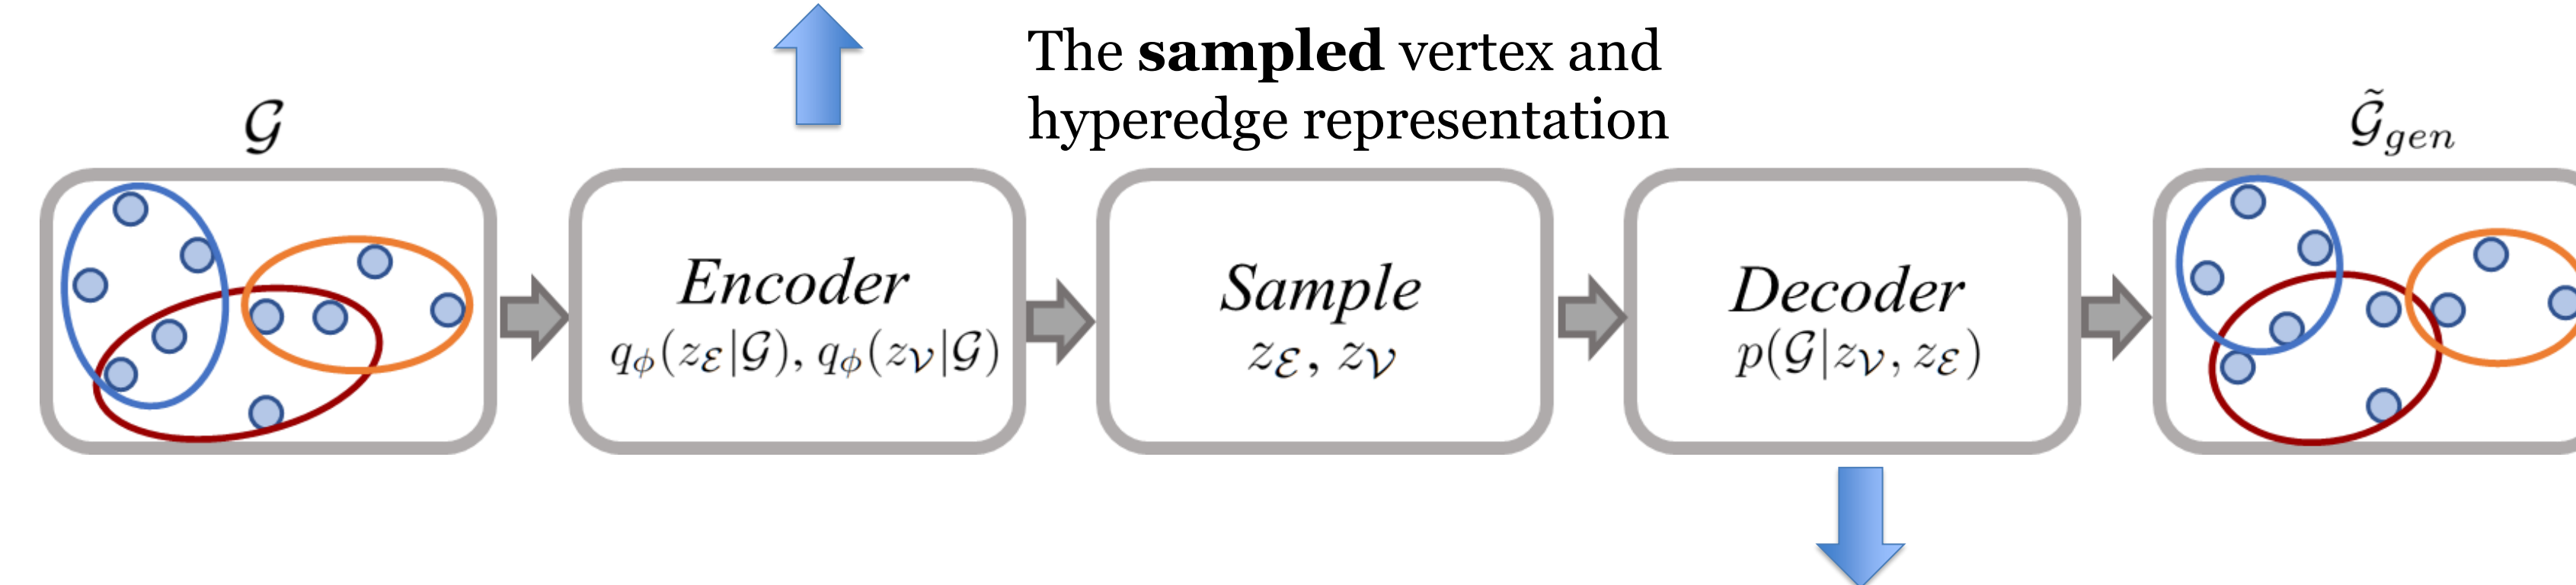 The sampled vertex and
hyperedge representation
𝒢
Encoder
q_ϕ(z_ℰ|𝒢), q_ϕ(z_𝒱|𝒢)
Sample
z_ℰ, z_𝒱
Decoder
p(𝒢|z_𝒱, z_ℰ)
𝒢̃_gen